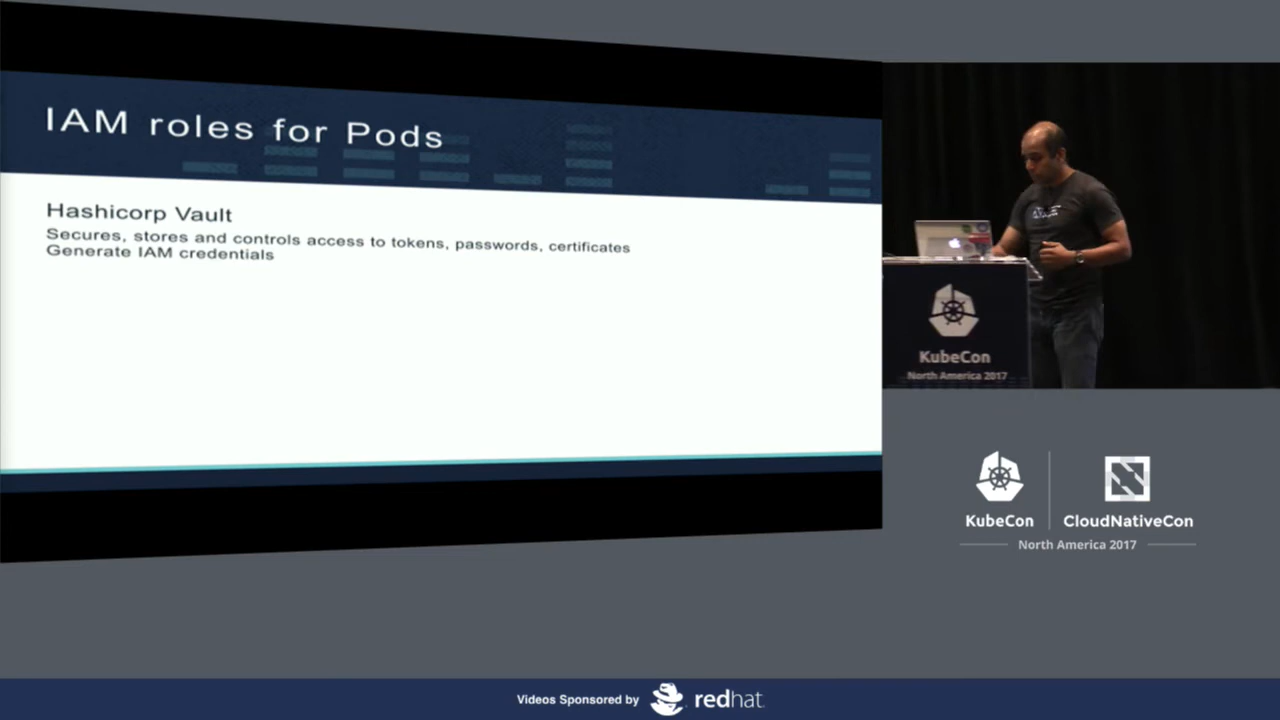 IAM roles for Pods
Hashicorp Vault
Secures, stores and controls access to tokens, passwords, certificates
Generate IAM credentials
KubeCon
North America 2017
KubeCon
CloudNativeCon
North America 2017
Videos Sponsored by
redhat